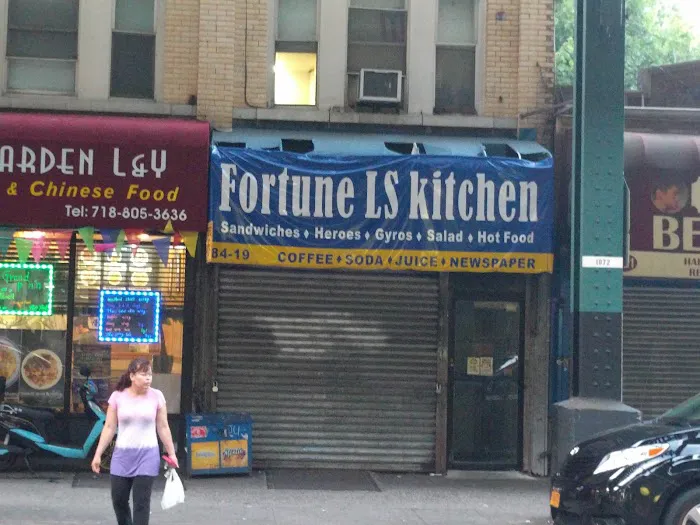 ARDEN L&Y
& Chinese Food
Tel: 718-805-3636
Fortune LS kitchen
Sandwiches ♦ Heroes ♦ Gyros ♦ Salad ♦ Hot Food
84-19 COFFEE ♦ SODA ♦ JUICE ♦ NEWSPAPER
1072
BE